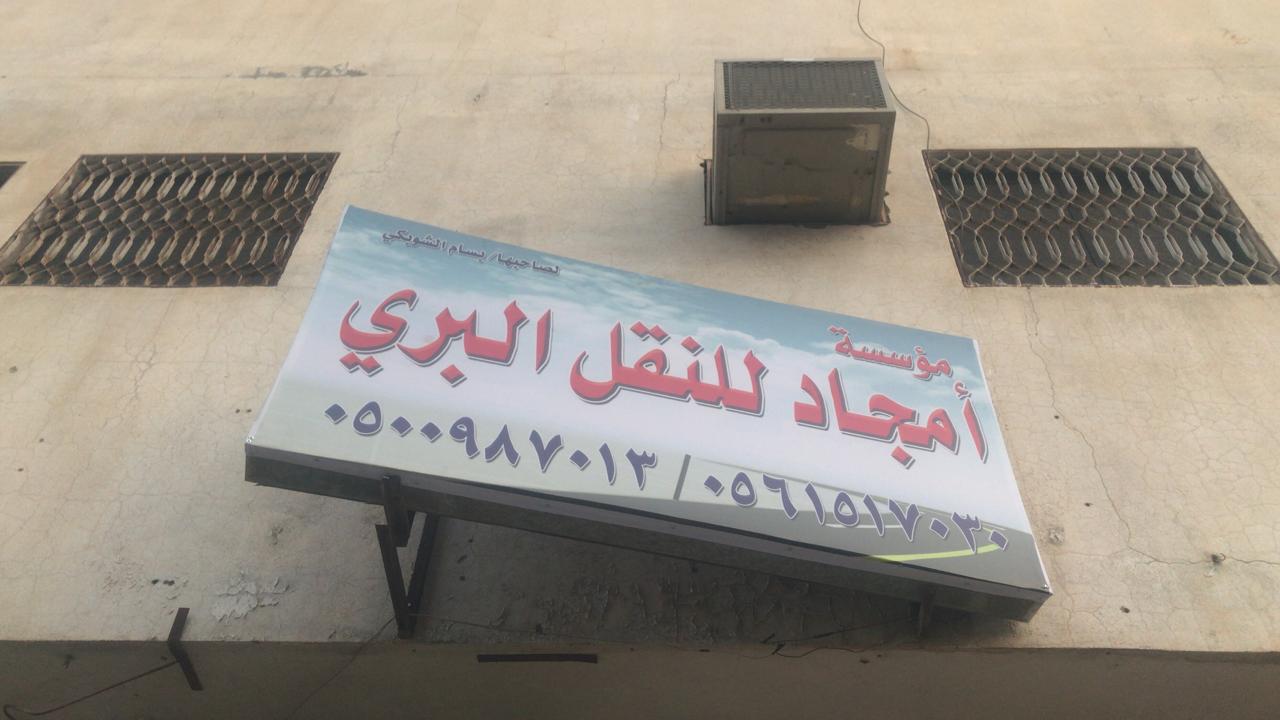 لصاحبها/ بسام الشويكي
مؤسسة
أمجاد للنقل البري
٠٥٠٠٩٨٧٠١٣ | ٠٥٦١٥١٧٠٣٠